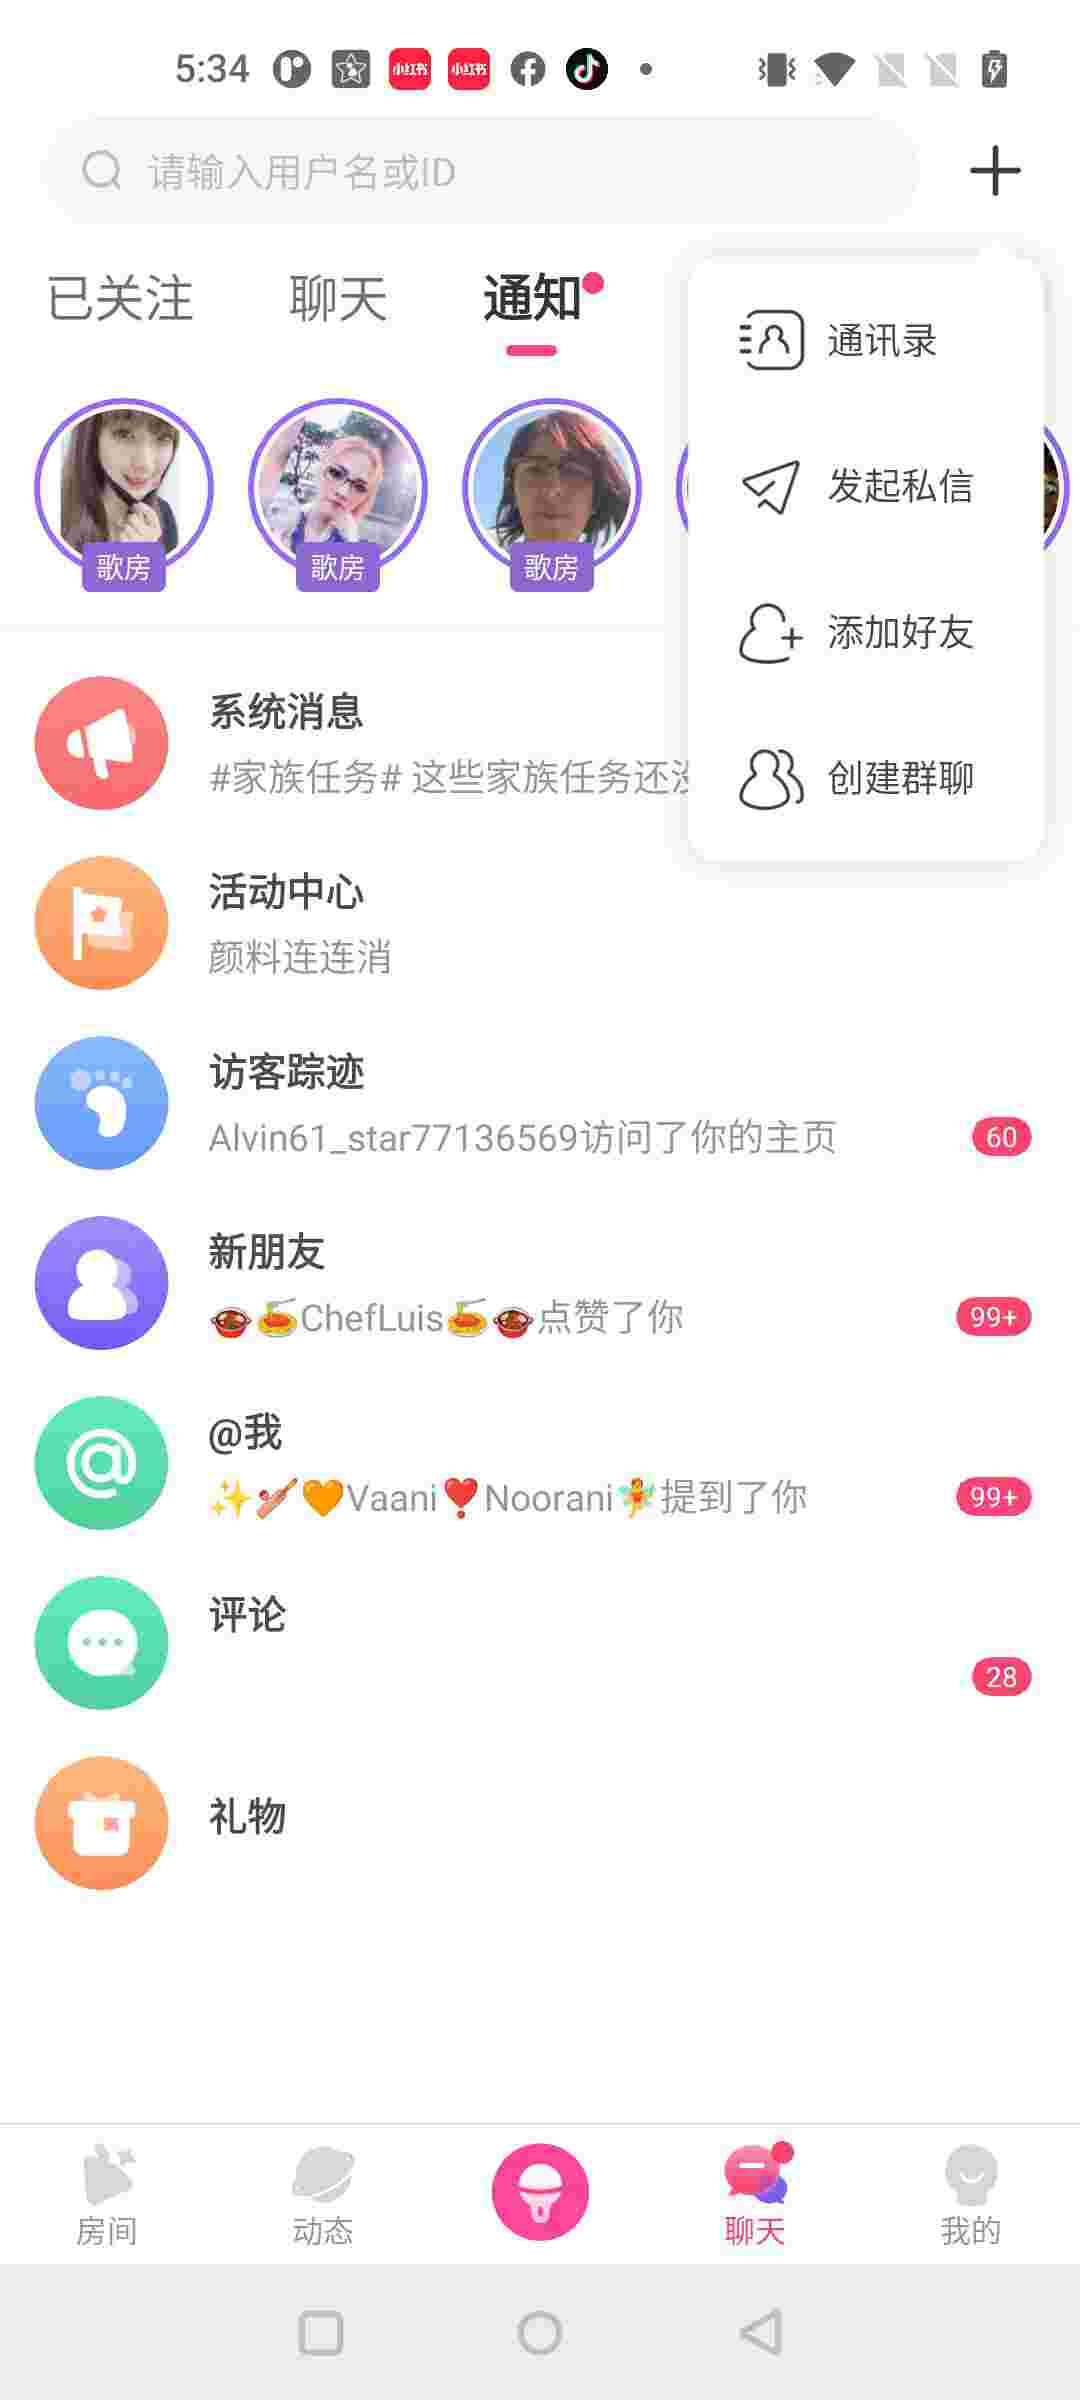 5:34
小红书 小红书
请输入用户名或ID
已关注 聊天 通知
通讯录
发起私信
添加好友
创建群聊
歌房 歌房 歌房
系统消息
#家族任务# 这些家族任务还
活动中心
颜料连连消
访客踪迹
Alvin61_star77136569访问了你的主页 60
新朋友
🍲🍝ChefLuis🍝🍲点赞了你 99+
@我
✨🏏🧡Vaani❣️Noorani🧚提到了你 99+
评论
28
礼物
房间 动态 聊天 我的